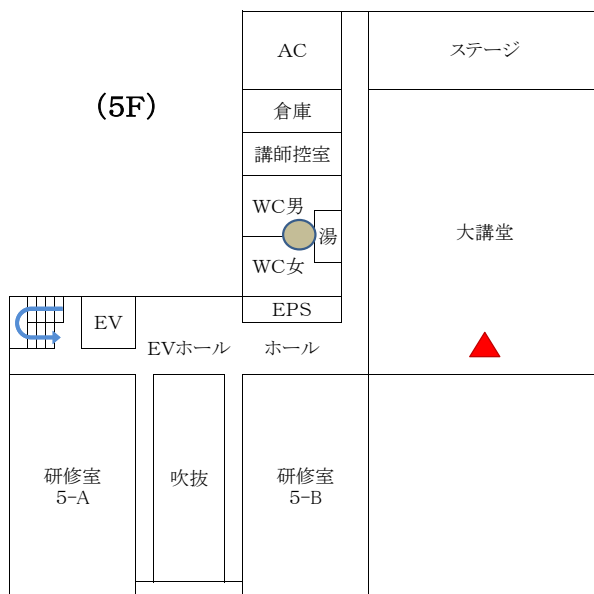 AC
ステージ
(5F)
倉庫
講師控室
WC男
湯
大講堂
WC女
EPS
EV
EVホール
ホール
研修室
5-A
吹抜
研修室
5-B